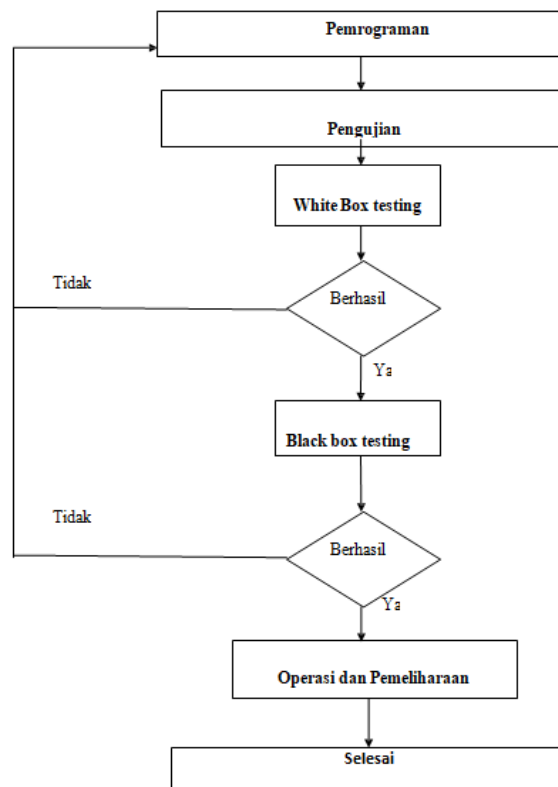 Pemrograman
Pengujian
White Box testing
Berhasil
Tidak
Ya
Black box testing
Tidak
Berhasil
Ya
Operasi dan Pemeliharaan
Selesai